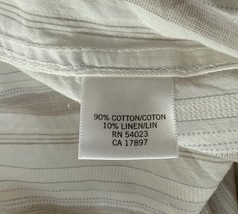 90% COTTON/COTON
10% LINEN/LIN
RN 54023
CA 17897